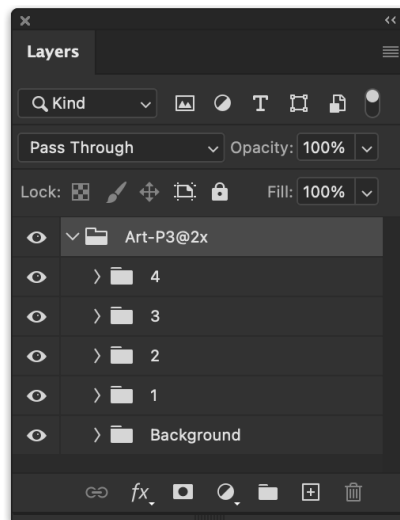 Layers
Kind
Pass Through Opacity: 100%
Lock: Fill: 100%
Art-P3@2x
4
3
2
1
Background
fx